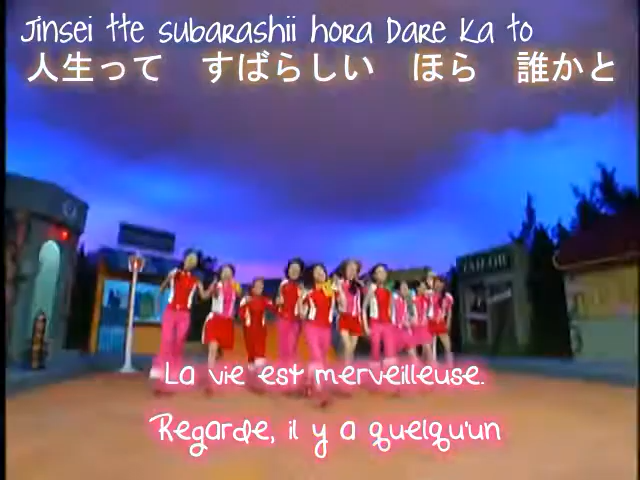 Jinsei tte subarashii hora Dare Ka to
人生って　すばらしい　ほら　誰かと
La vie est merveilleuse.
Regarde, il y a quelqu'un